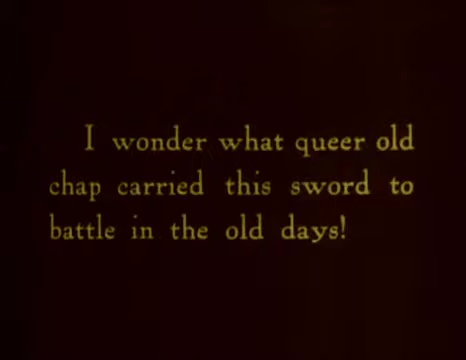 I wonder what queer old
chap carried this sword to
battle in the old days!